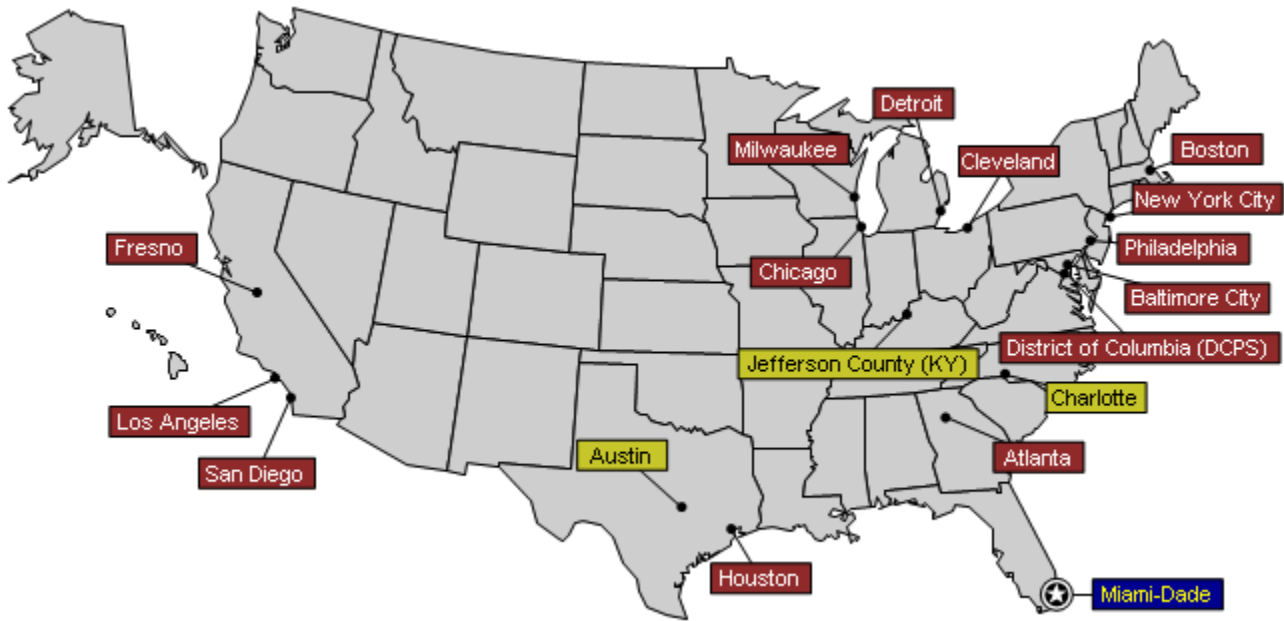 Detroit
Milwaukee
Cleveland
Boston
New York City
Fresno
Philadelphia
Chicago
Baltimore City
District of Columbia (DCPS)
Jefferson County (KY)
Charlotte
Los Angeles
Austin
Atlanta
San Diego
Houston
Miami-Dade